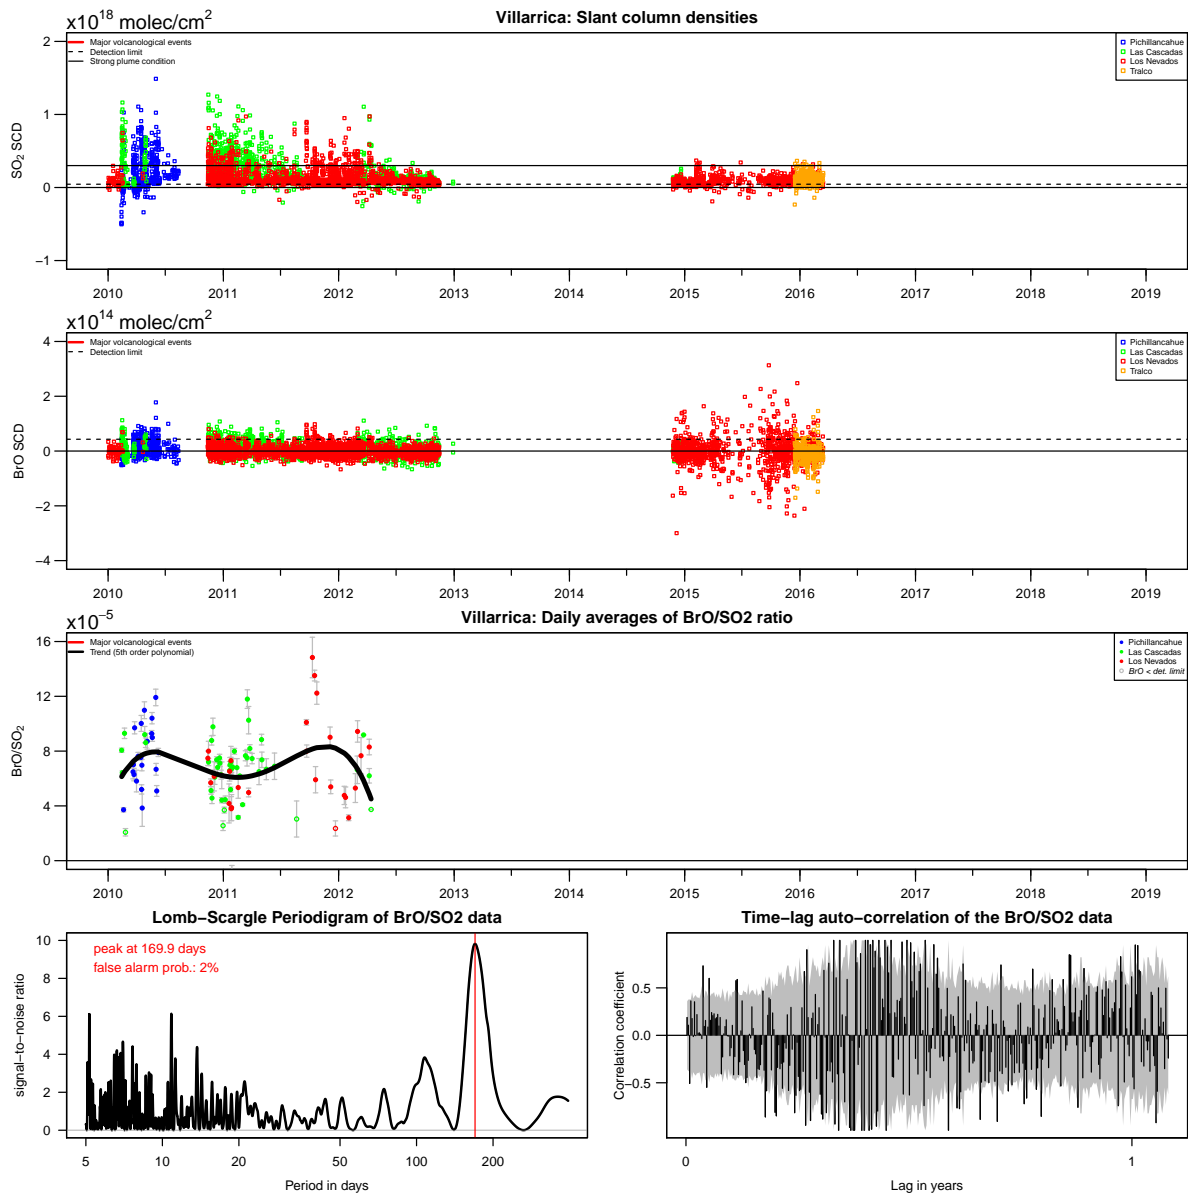 x10^18 molec/cm^2
Villarrica: Slant column densities
Major volcanological events
Detection limit
Strong plume condition
Pichillancahue
Las Cascadas
Los Nevados
Tralco
SO2 SCD
2
1
0
−1
2010 2011 2012 2013 2014 2015 2016 2017 2018 2019
x10^14 molec/cm^2
Major volcanological events
Detection limit
Pichillancahue
Las Cascadas
Los Nevados
Tralco
BrO SCD
4
2
0
−2
−4
2010 2011 2012 2013 2014 2015 2016 2017 2018 2019
x10^−5
Villarrica: Daily averages of BrO/SO2 ratio
Major volcanological events
Trend (5th order polynomial)
Pichillancahue
Las Cascadas
Los Nevados
BrO < det. limit
BrO/SO2
16
12
8
4
0
2010 2011 2012 2013 2014 2015 2016 2017 2018 2019
Lomb−Scargle Periodigram of BrO/SO2 data
peak at 169.9 days
false alarm prob.: 2%
signal−to−noise ratio
10
8
6
4
2
0
5 10 20 50 100 200
Period in days
Time−lag auto−correlation of the BrO/SO2 data
Correlation coefficient
0.5
0.0
−0.5
0 1
Lag in years